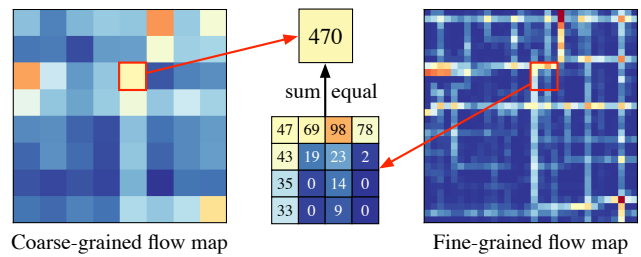 470
sum equal
47 69 98 78
43 19 23 2
35 0 14 0
33 0 9 0
Coarse-grained flow map
Fine-grained flow map